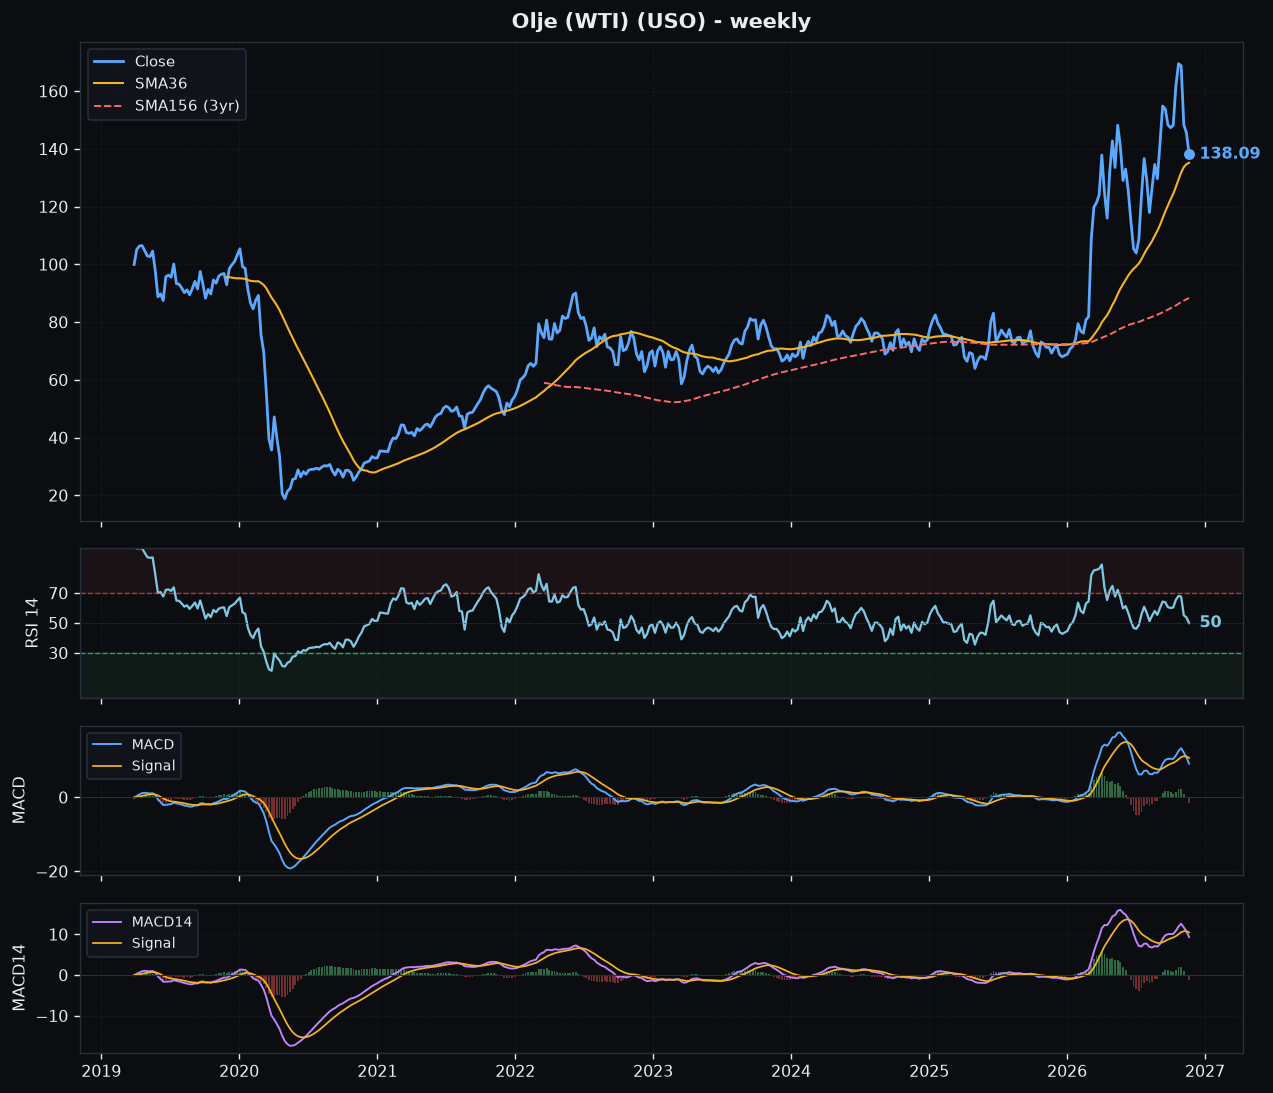 Olje (WTI) (USO) - weekly
Close
SMA36
SMA156 (3yr)
160
140
120
100
80
60
40
20
138.09
RSI 14
70
50
30
50
MACD
MACD
Signal
0
−20
MACD14
MACD14
Signal
10
0
−10
2019 2020 2021 2022 2023 2024 2025 2026 2027